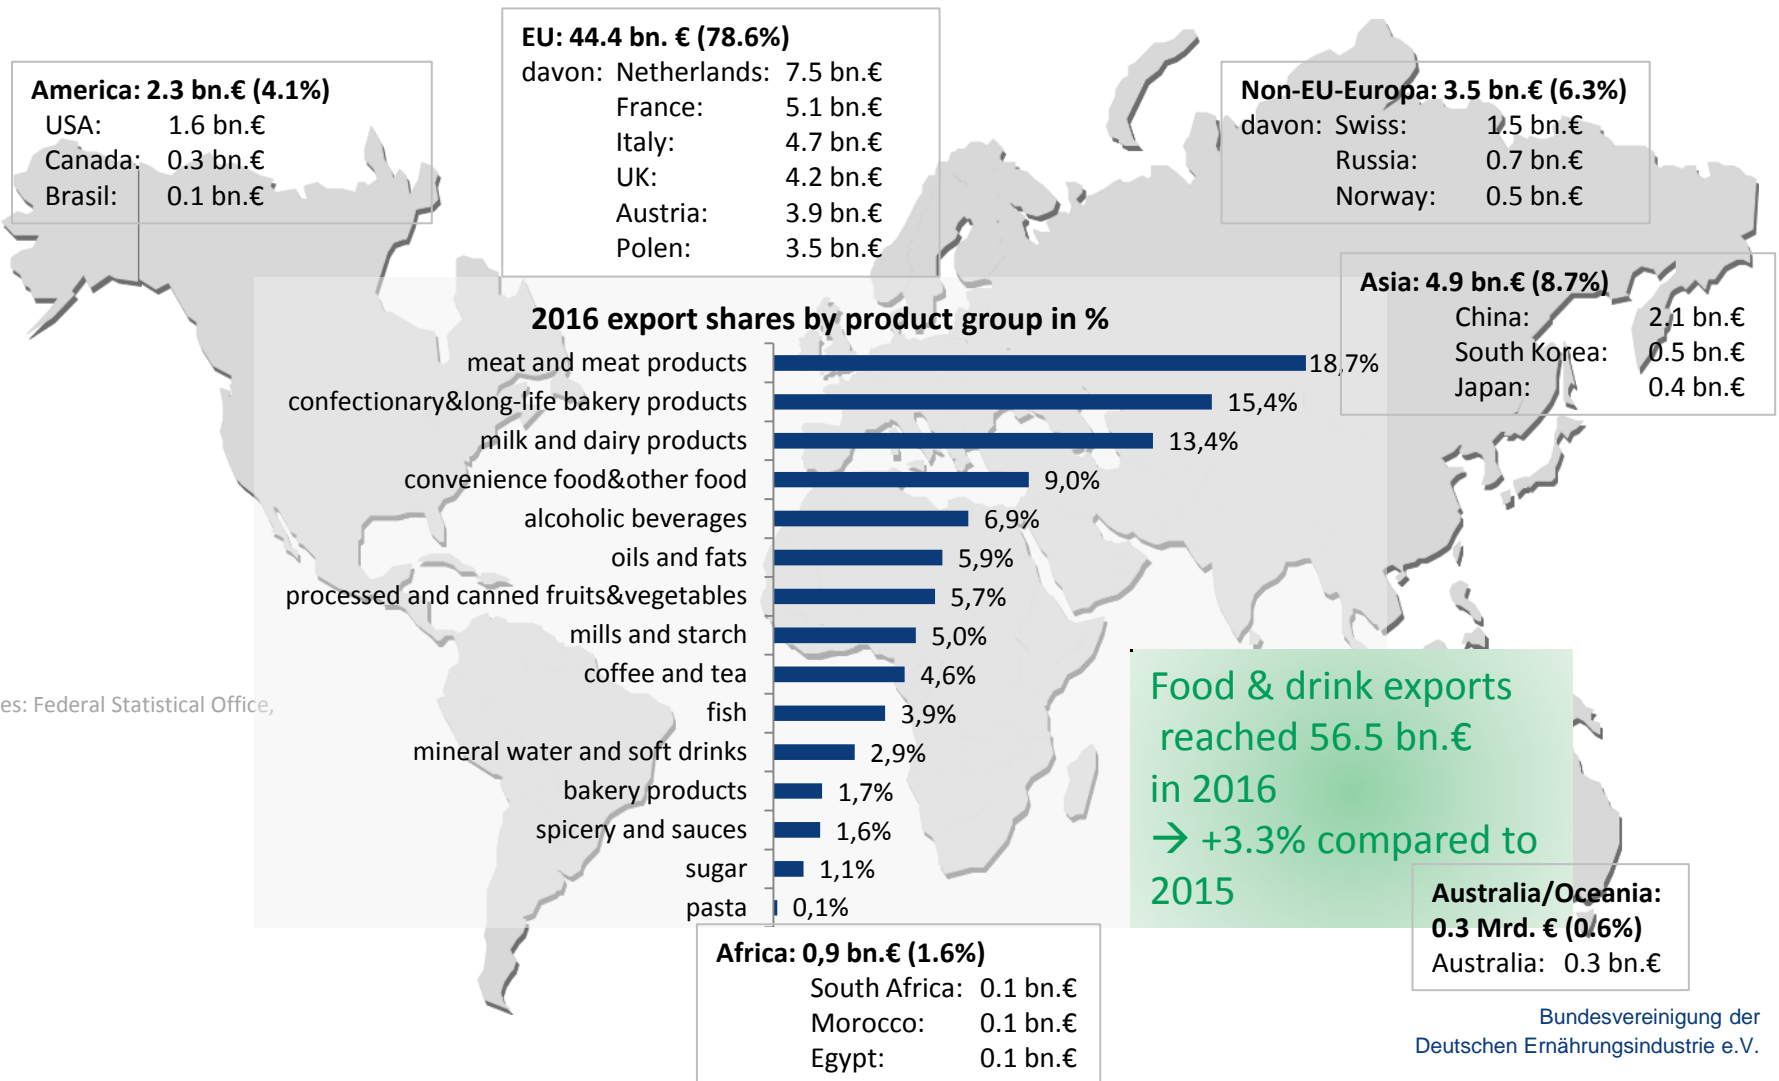 EU: 44.4 bn. € (78.6%)
davon: Netherlands: 7.5 bn.€
France: 5.1 bn.€
Italy: 4.7 bn.€
UK: 4.2 bn.€
Austria: 3.9 bn.€
Polen: 3.5 bn.€
America: 2.3 bn.€ (4.1%)
USA: 1.6 bn.€
Canada: 0.3 bn.€
Brasil: 0.1 bn.€
Non-EU-Europa: 3.5 bn.€ (6.3%)
davon: Swiss: 1.5 bn.€
Russia: 0.7 bn.€
Norway: 0.5 bn.€
Asia: 4.9 bn.€ (8.7%)
China: 2.1 bn.€
South Korea: 0.5 bn.€
Japan: 0.4 bn.€
2016 export shares by product group in %
meat and meat products 18,7%
confectionary&long-life bakery products 15,4%
milk and dairy products 13,4%
convenience food&other food 9,0%
alcoholic beverages 6,9%
oils and fats 5,9%
processed and canned fruits&vegetables 5,7%
mills and starch 5,0%
coffee and tea 4,6%
fish 3,9%
mineral water and soft drinks 2,9%
bakery products 1,7%
spicery and sauces 1,6%
sugar 1,1%
pasta 0,1%
es: Federal Statistical Office,
Food & drink exports
reached 56.5 bn.€
in 2016
→ +3.3% compared to
2015
Australia/Oceania:
0.3 Mrd. € (0.6%)
Australia: 0.3 bn.€
Africa: 0,9 bn.€ (1.6%)
South Africa: 0.1 bn.€
Morocco: 0.1 bn.€
Egypt: 0.1 bn.€
Bundesvereinigung der
Deutschen Ernährungsindustrie e.V.